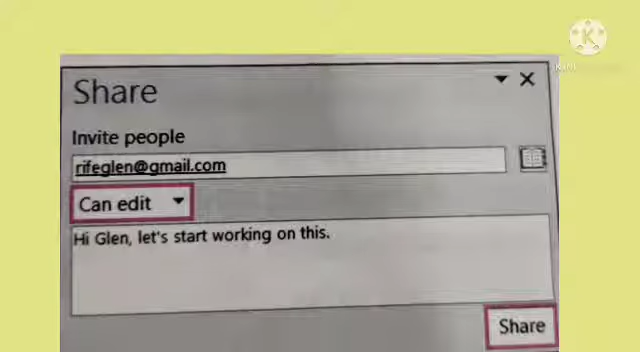 Share
Invite people
rifeglen@gmail.com
Can edit
Hi Glen, let's start working on this.
Share
K